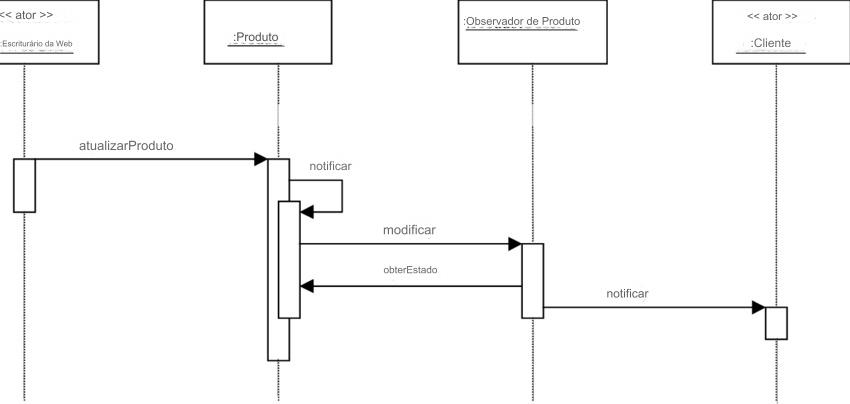 << ator >>
:Escriturário da Web
:Produto
:Observador de Produto
<< ator >>
:Cliente
atualizarProduto
notificar
modificar
obterEstado
notificar